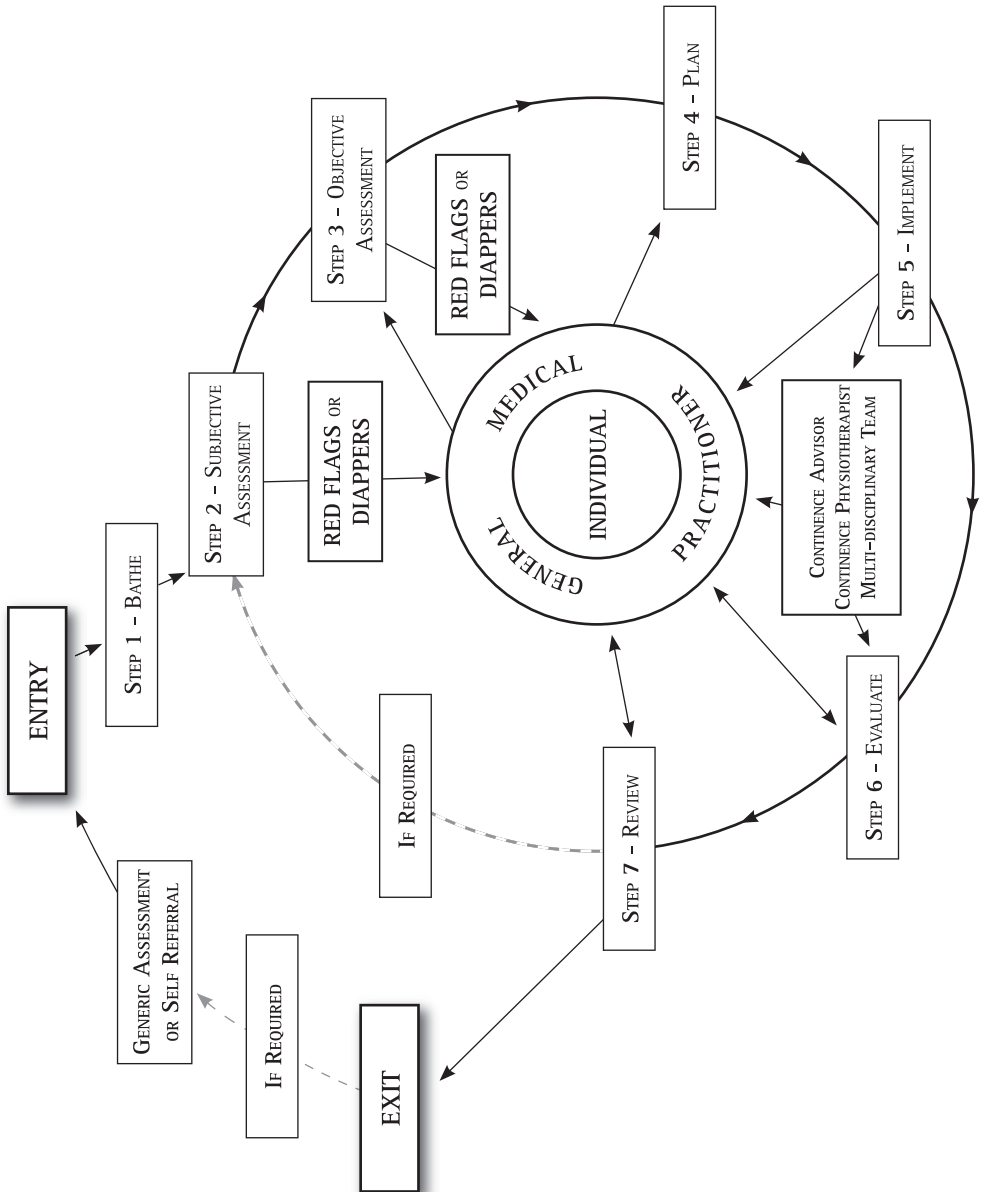 ENTRY
Generic Assessment
or Self Referral
If Required
EXIT
Step 1 – Bathe
Step 2 – Subjective
Assessment
RED FLAGS or
DIAPPERS
Step 3 – Objective
Assessment
RED FLAGS or
DIAPPERS
GENERAL
MEDICAL
PRACTITIONER
INDIVIDUAL
Step 4 – Plan
Step 5 – Implement
Continence Advisor
Continence Physiotherapist
Multi-disciplinary Team
Step 6 – Evaluate
Step 7 – Review
If Required